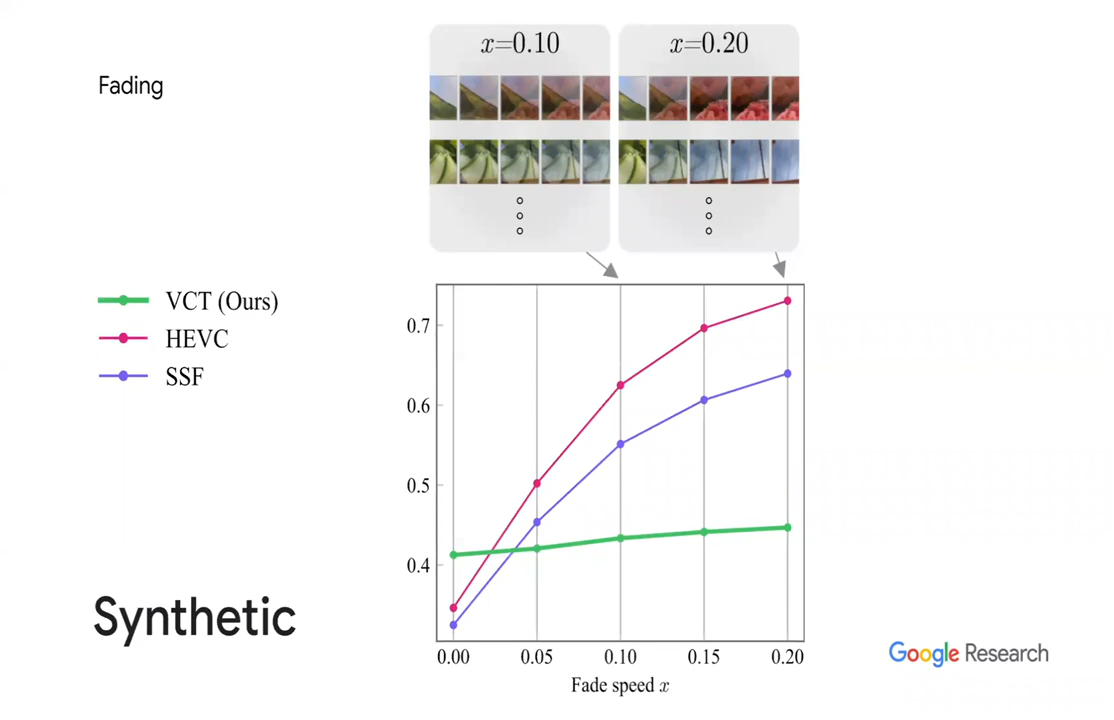 x=0.10
x=0.20
Fading
VCT (Ours)
HEVC
SSF
0.7
0.6
0.5
0.4
0.00
0.05
0.10
0.15
0.20
Fade speed x
Synthetic
Google Research